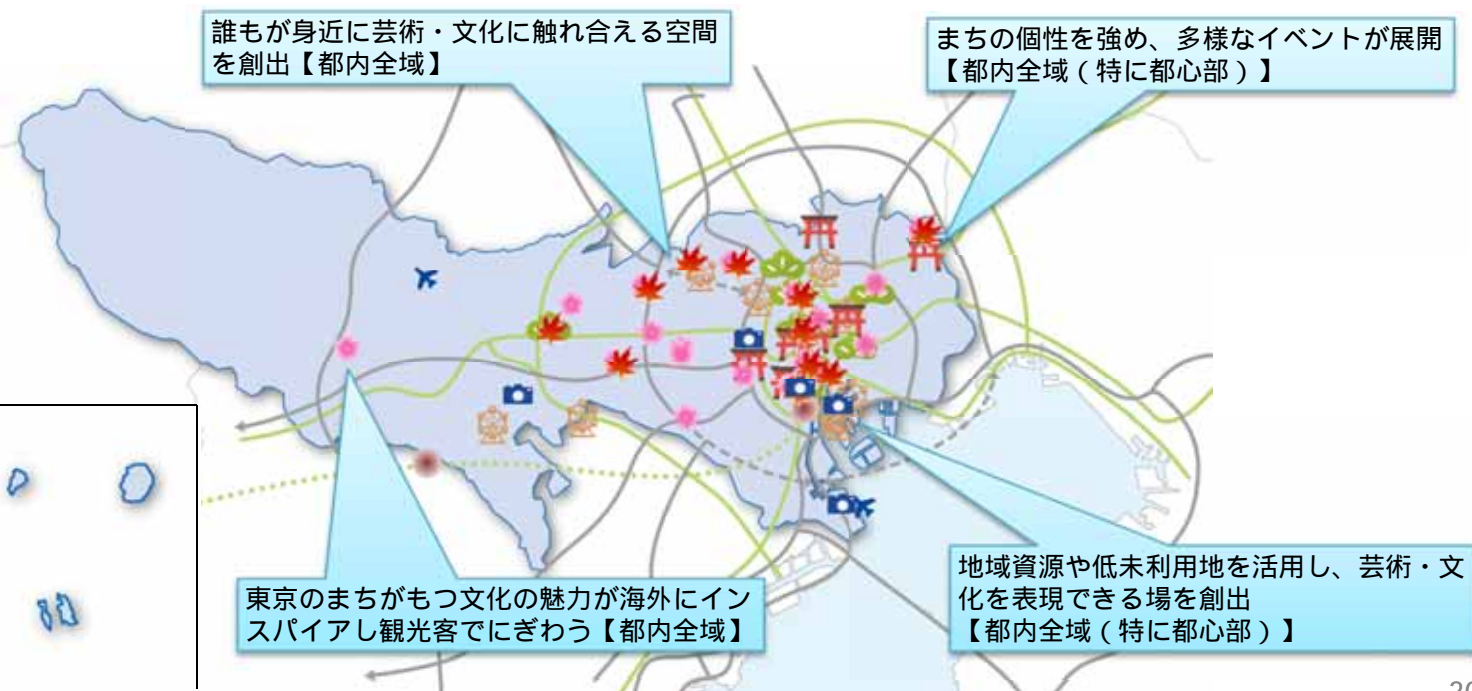 誰もが身近に芸術・文化に触れ合える空間
を創出【都内全域】
まちの個性を強め、多様なイベントが展開
【都内全域（特に都心部）】
東京のまちがもつ文化の魅力が海外にイン
スパイアし観光客でにぎわう【都内全域】
地域資源や低未利用地を活用し、芸術・文
化を表現できる場を創出
【都内全域（特に都心部）】